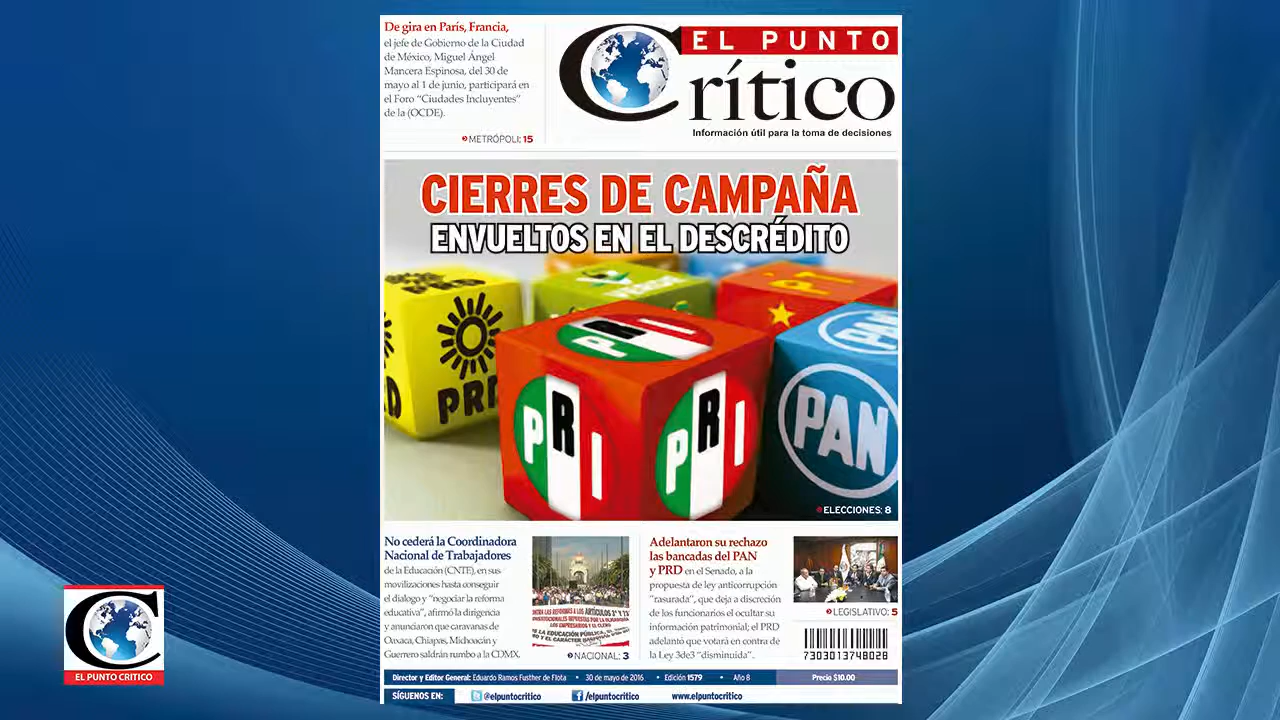 De gira en París, Francia,
el jefe de Gobierno de la Ciudad
de México, Miguel Ángel
Mancera Espinosa, del 30 de
mayo al 1 de junio, participará en
el Foro “Ciudades Incluyentes”
de la (OCDE).
METRÓPOLI: 15
EL PUNTO
Crítico
Información útil para la toma de decisiones
CIERRES DE CAMPAÑA
ENVUELTOS EN EL DESCRÉDITO
PRD
PRD
PRI
PRI
PRI
PT
PAN
PAN
ELECCIONES: 8
No cederá la Coordinadora
Nacional de Trabajadores
de la Educación (CNTE), en sus
movilizaciones hasta conseguir
el dialogo y “negociar la reforma
educativa”, afirmó la dirigencia
y anunciaron que caravanas de
Oaxaca, Chiapas, Michoacán y
Guerrero saldrán rumbo a la CDMX.
NACIONAL: 3
Adelantaron su rechazo
las bancadas del PAN
y PRD en el Senado, a la
propuesta de ley anticorrupción
“rasurada”, que deja a discreción
de los funcionarios el ocultar su
información patrimonial; el PRD
adelantó que votará en contra de
la Ley 3de3 “disminuida”.
LEGISLATIVO: 5
7303013748028
Director y Editor General: Eduardo Ramos Fusther de Flota • 30 de mayo de 2016 • Edición 1579 • Año 8 Precio $10.00
SÍGUENOS EN: @elpuntocritico /elpuntocritico www.elpuntocritico.com
C
EL PUNTO CRITICO